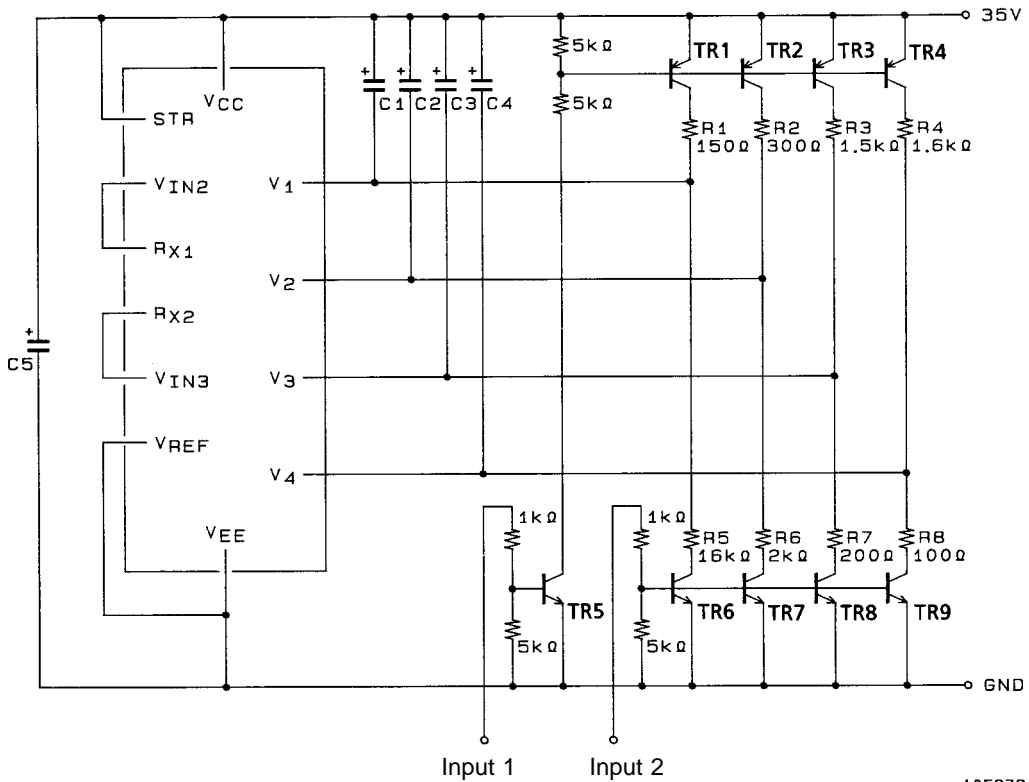 35V
5kΩ
TR1
TR2
TR3
TR4
VCC
+
+
+
+
C1
C2
C3
C4
5kΩ
STR
R1
150Ω
R2
300Ω
R3
1.5kΩ
R4
1.6kΩ
VIN2
V1
RX1
V2
RX2
+
C5
VIN3
V3
VREF
V4
VEE
1kΩ
1kΩ
R5
16kΩ
R6
2kΩ
R7
200Ω
R8
100Ω
TR5
TR6
TR7
TR8
TR9
5kΩ
5kΩ
GND
Input 1
Input 2